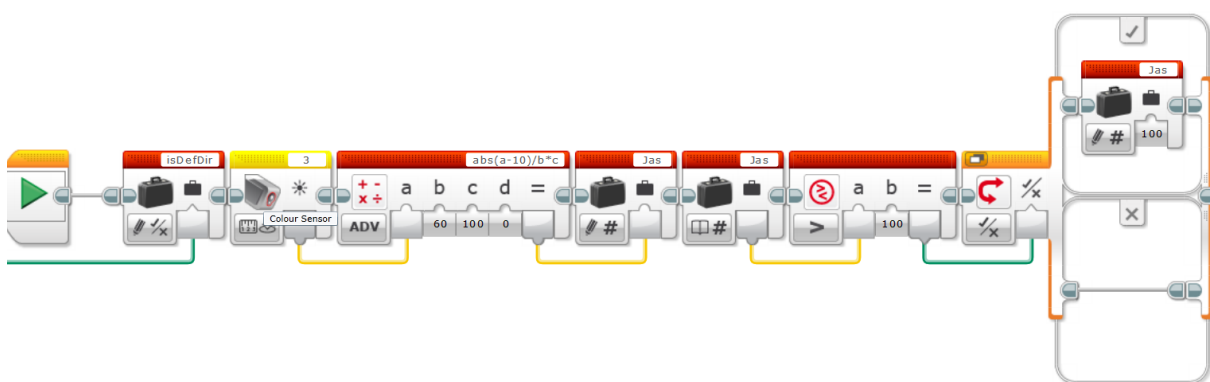 Jas
100
isDefDir
3
abs(a-10)/b*c
Jas
Jas
a b c d =
a b =
Colour Sensor
ADV
60 100 0
#
#
>
100
#